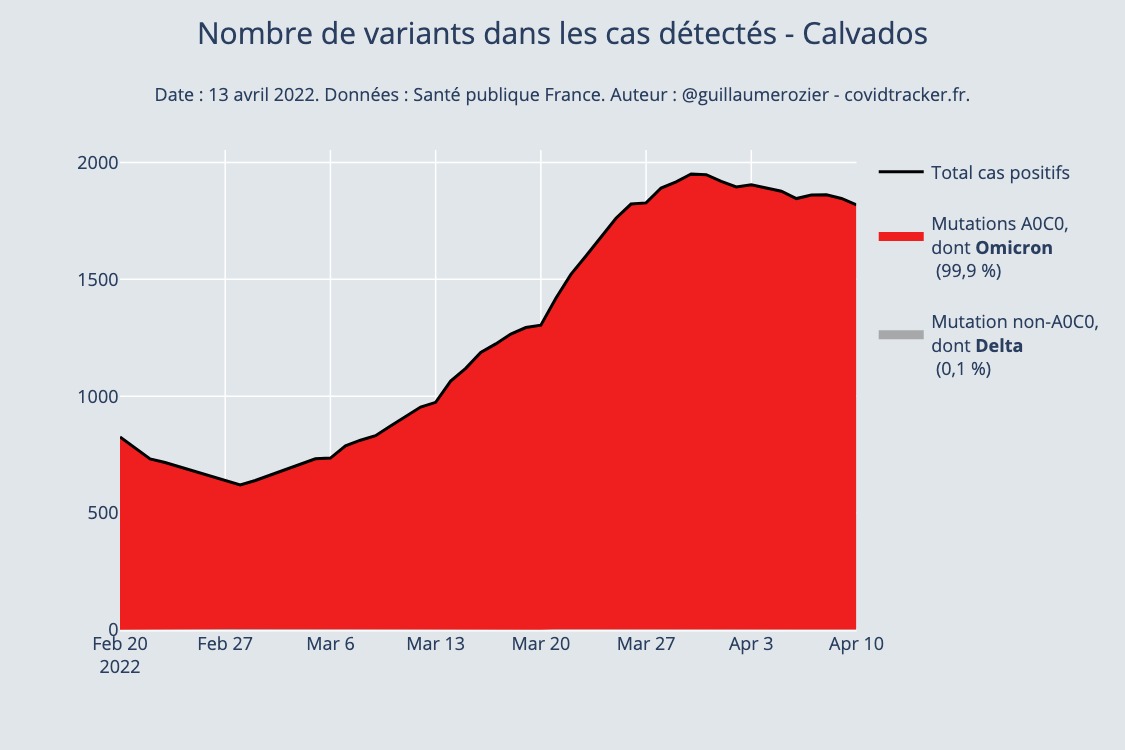 Nombre de variants dans les cas détectés - Calvados
Date : 13 avril 2022. Données : Santé publique France. Auteur : @guillaumerozier - covidtracker.fr.
2000
1500
1000
500
0
Feb 20
2022
Feb 27
Mar 6
Mar 13
Mar 20
Mar 27
Apr 3
Apr 10
Total cas positifs
Mutations A0C0,
dont Omicron
(99,9 %)
Mutation non-A0C0,
dont Delta
(0,1 %)